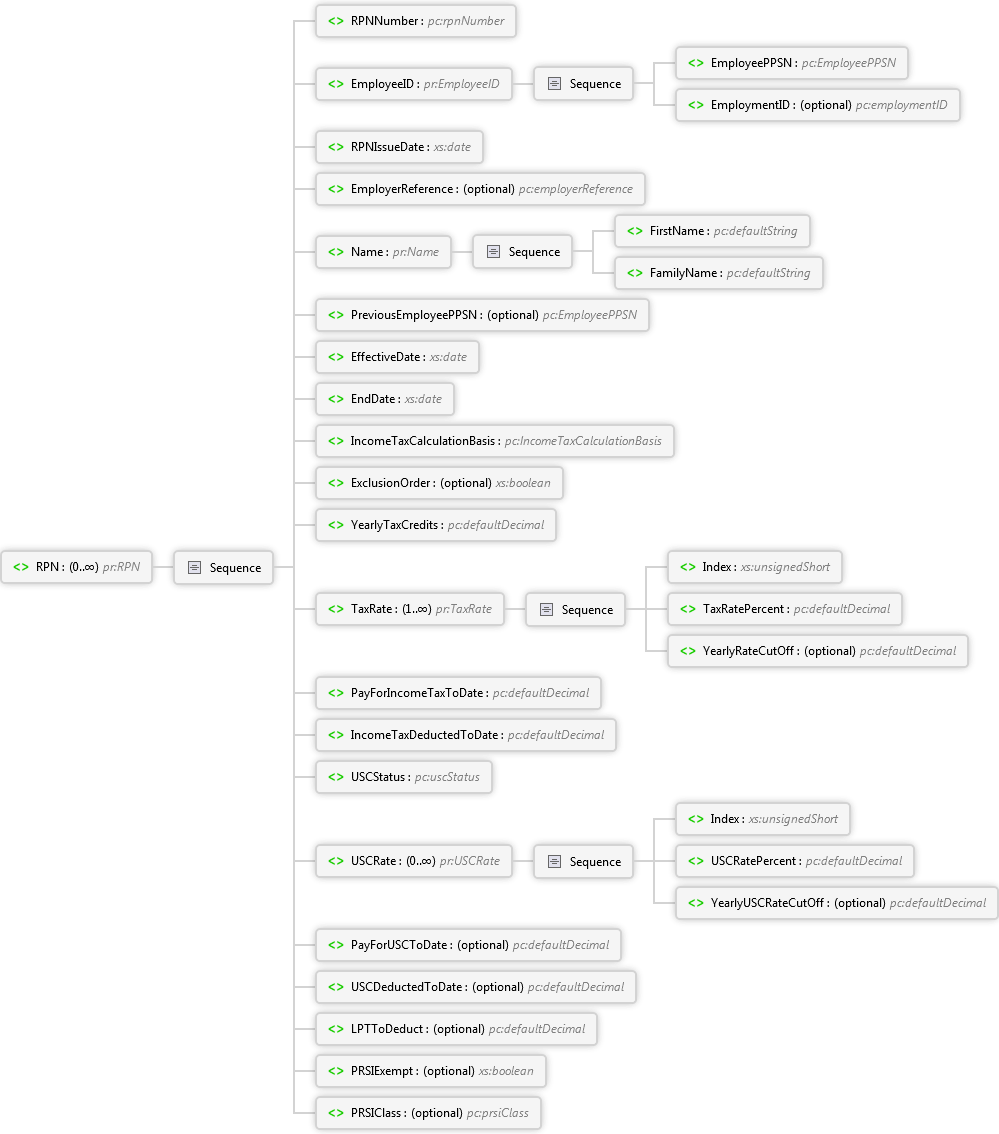 RPNNumber : pc:rpnNumber
EmployeeID : pr:EmployeeID
Sequence
EmployeePPSN : pc:EmployeePPSN
EmploymentID : (optional) pc:employmentID
RPNIssueDate : xs:date
EmployerReference : (optional) pc:employerReference
Name : pr:Name
Sequence
FirstName : pc:defaultString
FamilyName : pc:defaultString
PreviousEmployeePPSN : (optional) pc:EmployeePPSN
EffectiveDate : xs:date
EndDate : xs:date
IncomeTaxCalculationBasis : pc:IncomeTaxCalculationBasis
ExclusionOrder : (optional) xs:boolean
YearlyTaxCredits : pc:defaultDecimal
RPN : (0..∞) pr:RPN
Sequence
TaxRate : (1..∞) pr:TaxRate
Sequence
Index : xs:unsignedShort
TaxRatePercent : pc:defaultDecimal
YearlyRateCutOff : (optional) pc:defaultDecimal
PayForIncomeTaxToDate : pc:defaultDecimal
IncomeTaxDeductedToDate : pc:defaultDecimal
USCStatus : pc:uscStatus
USCRate : (0..∞) pr:USCRate
Sequence
Index : xs:unsignedShort
USCRatePercent : pc:defaultDecimal
YearlyUSCRateCutOff : (optional) pc:defaultDecimal
PayForUSCToDate : (optional) pc:defaultDecimal
USCDeductedToDate : (optional) pc:defaultDecimal
LPTToDeduct : (optional) pc:defaultDecimal
PRSIExempt : (optional) xs:boolean
PRSIClass : (optional) pc:prsiClass